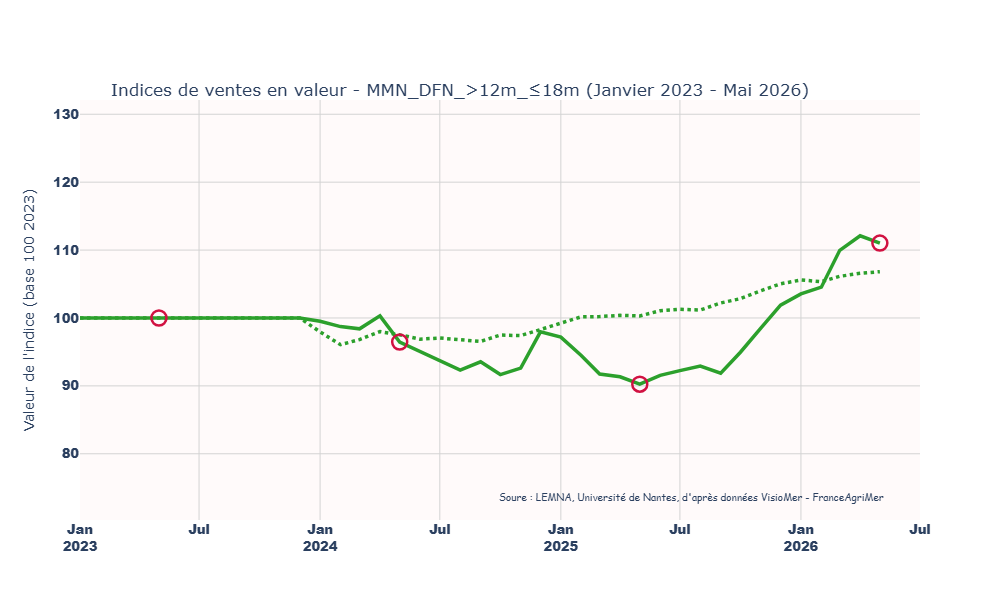 Indices de ventes en valeur - MMN_DFN_>12m_≤18m (Janvier 2023 - Mai 2026)
Valeur de l'indice (base 100 2023)
130
120
110
100
90
80
Soure : LEMNA, Université de Nantes, d'après données VisioMer - FranceAgriMer
Jan Jul Jan Jul Jan Jul Jan Jul
2023 2024 2025 2026